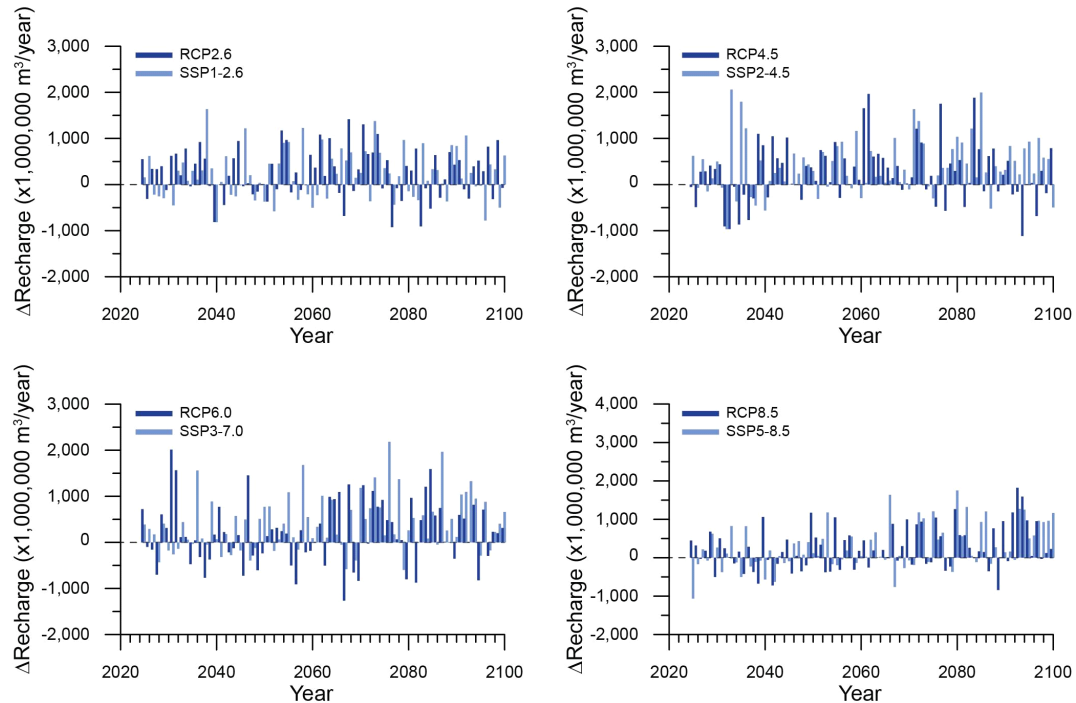 3,000
2,000
1,000
0
-1,000
-2,000
ΔRecharge (x1,000,000 m³/year)
RCP2.6
SSP1-2.6
2020 2040 2060 2080 2100
Year
3,000
2,000
1,000
0
-1,000
-2,000
ΔRecharge (x1,000,000 m³/year)
RCP4.5
SSP2-4.5
2020 2040 2060 2080 2100
Year
3,000
2,000
1,000
0
-1,000
-2,000
ΔRecharge (x1,000,000 m³/year)
RCP6.0
SSP3-7.0
2020 2040 2060 2080 2100
Year
4,000
3,000
2,000
1,000
0
-1,000
-2,000
ΔRecharge (x1,000,000 m³/year)
RCP8.5
SSP5-8.5
2020 2040 2060 2080 2100
Year